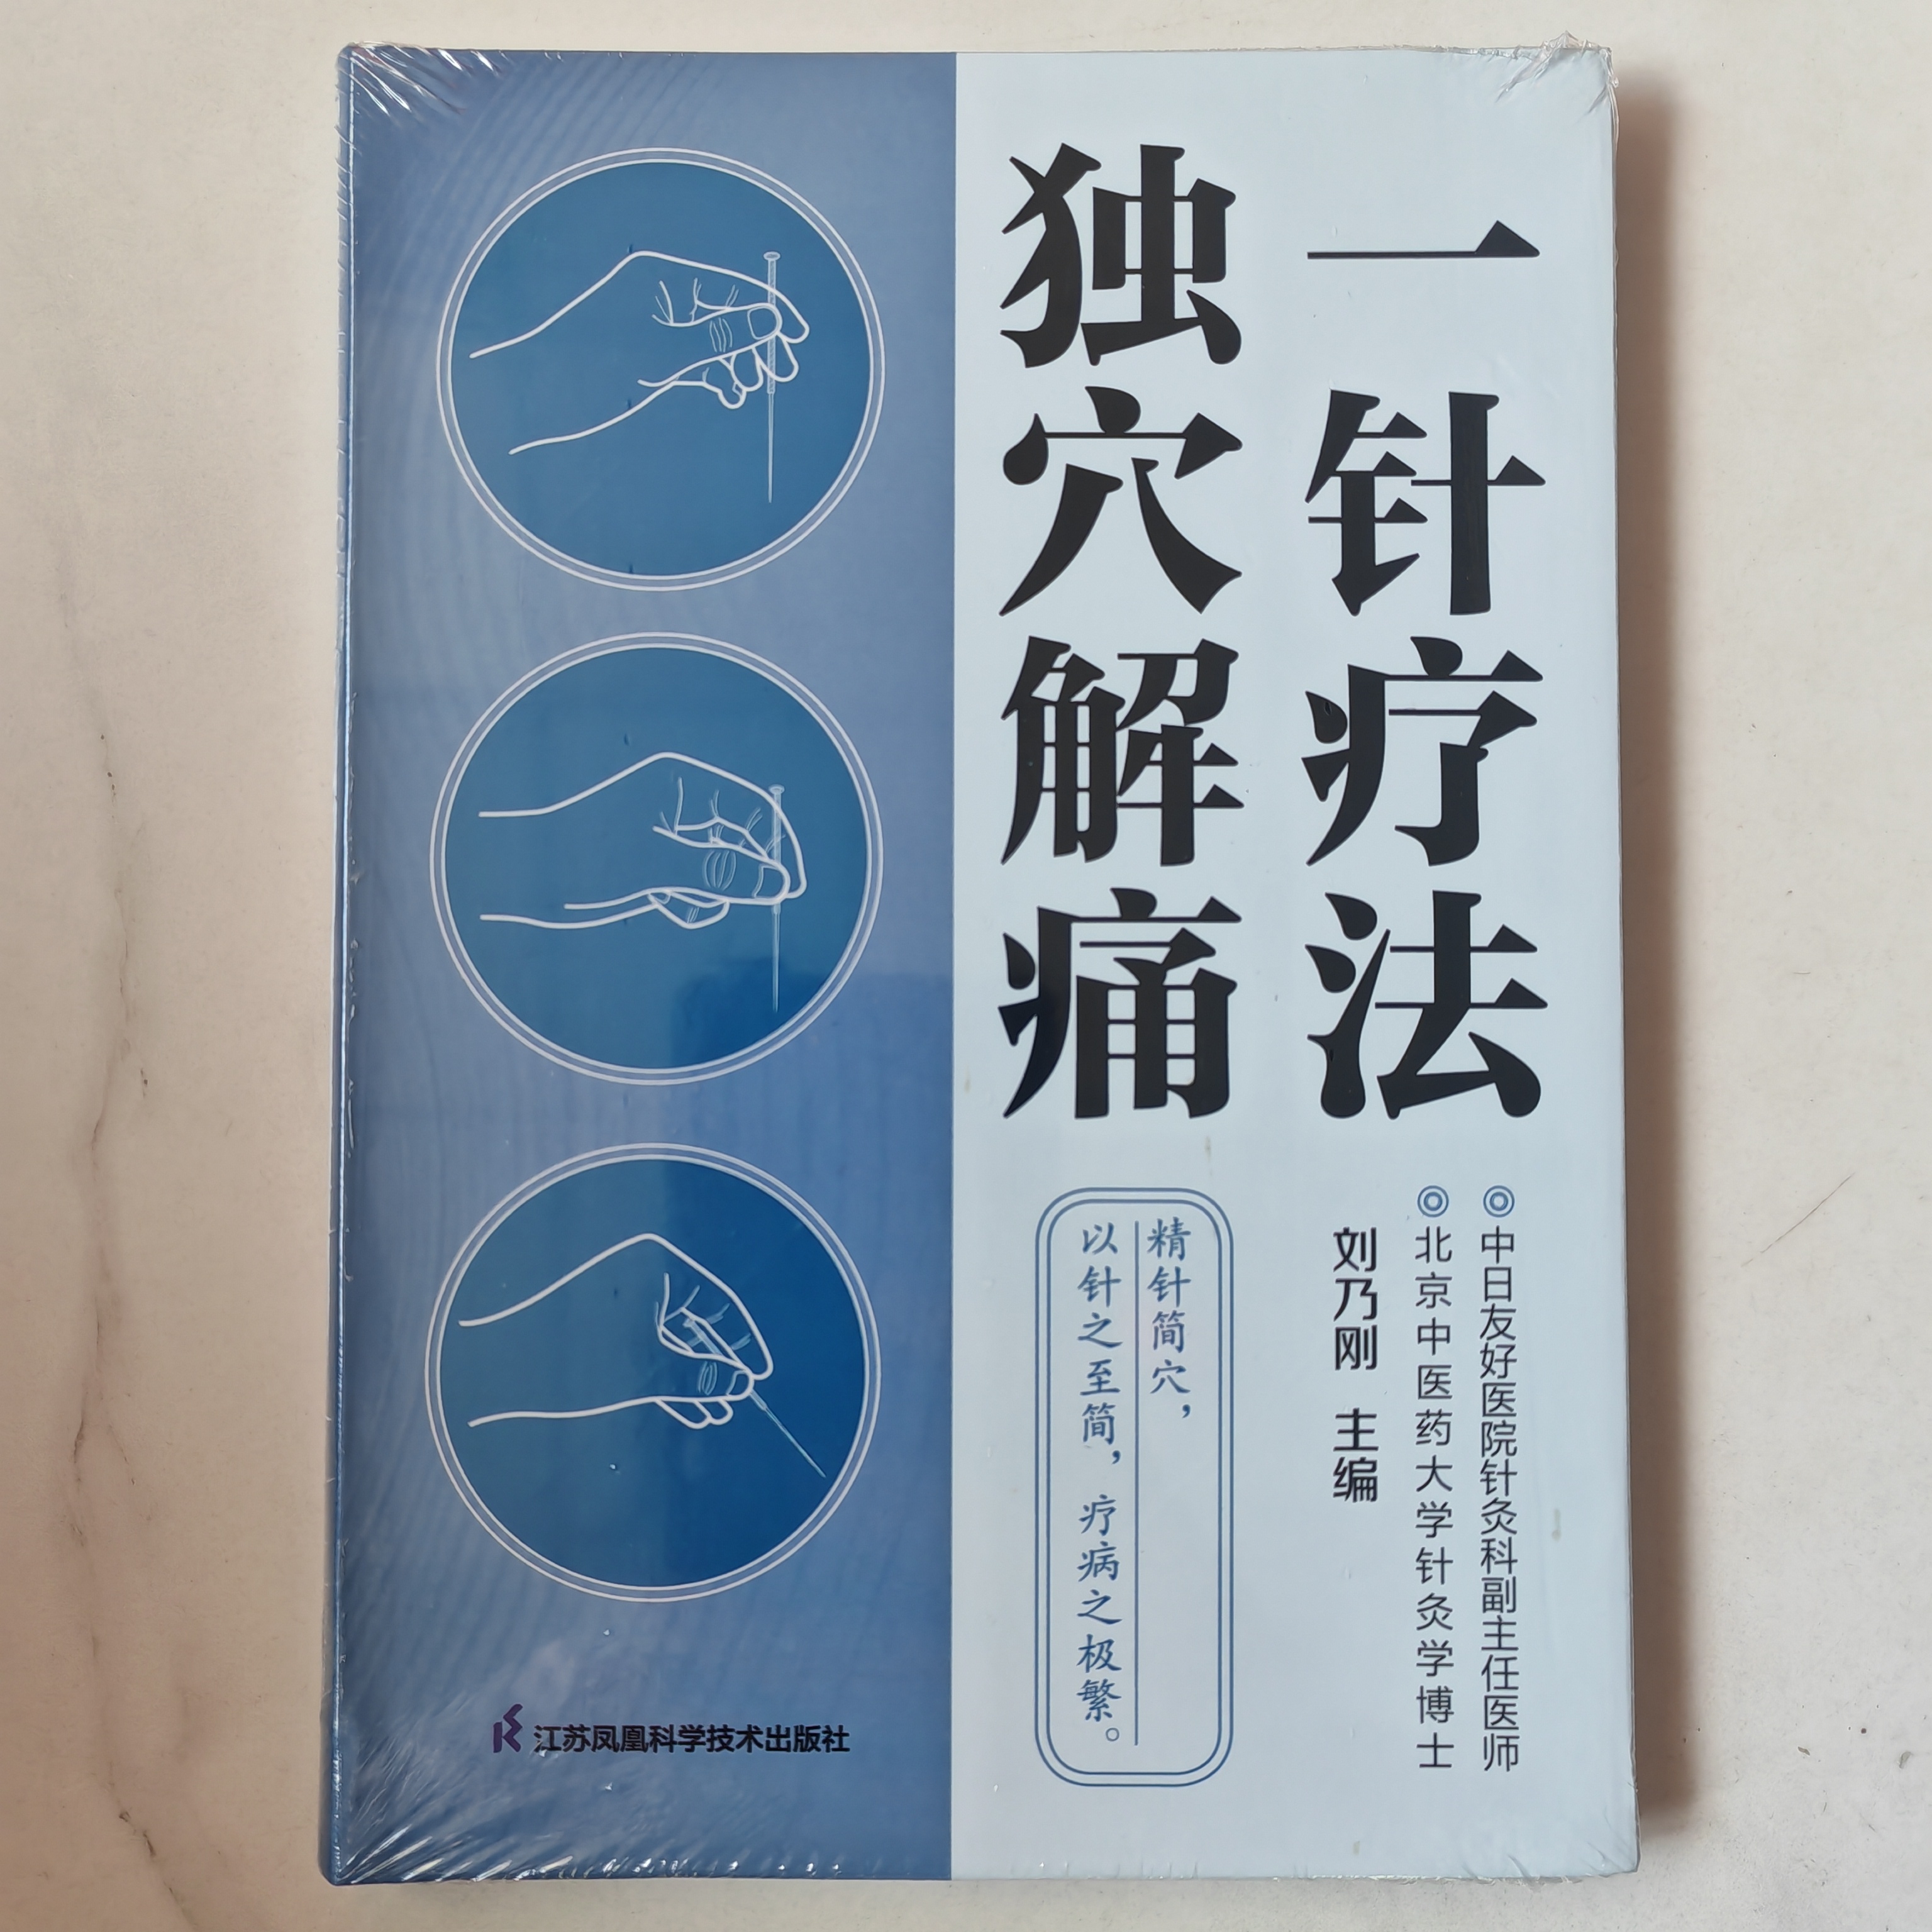 一针疗法
独穴解痛
中日友好医院针灸科副主任医师
北京中医药大学针灸学博士
刘乃刚 主编
精针简穴，
以针之至简，疗病之极繁。
江苏凤凰科学技术出版社